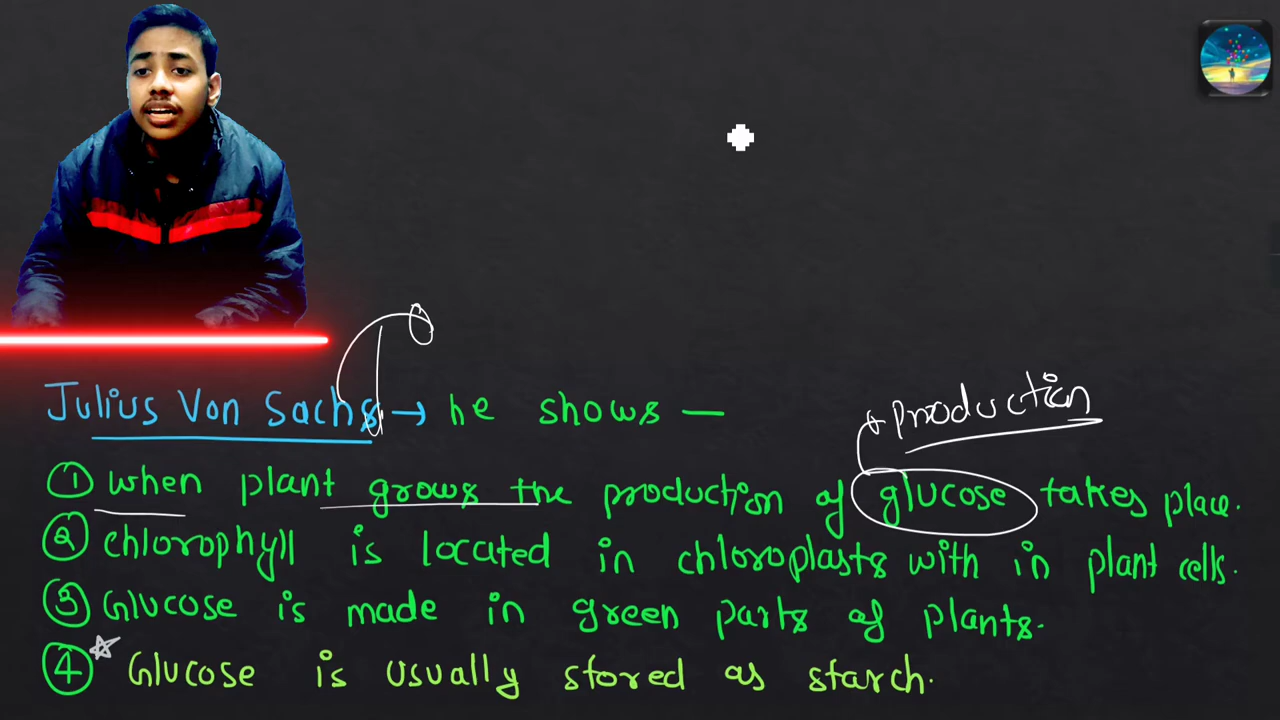 Julius Von Sachs → he shows —
production
① when plant grows the production of glucose takes place.
② chlorophyll is located in chloroplasts with in plant cells.
③ Glucose is made in green parts of plants.
④ Glucose is usually stored as starch.